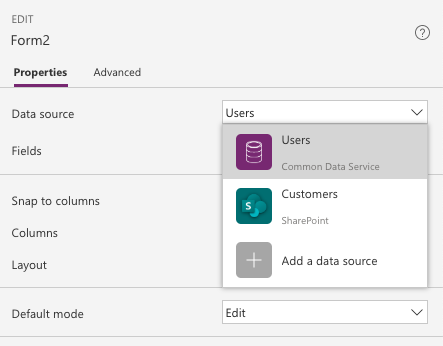 EDIT
Form2
?
Properties Advanced
Data source Users
Users
Common Data Service
Fields
Customers
SharePoint
Snap to columns
Columns
Add a data source
Layout
Default mode Edit